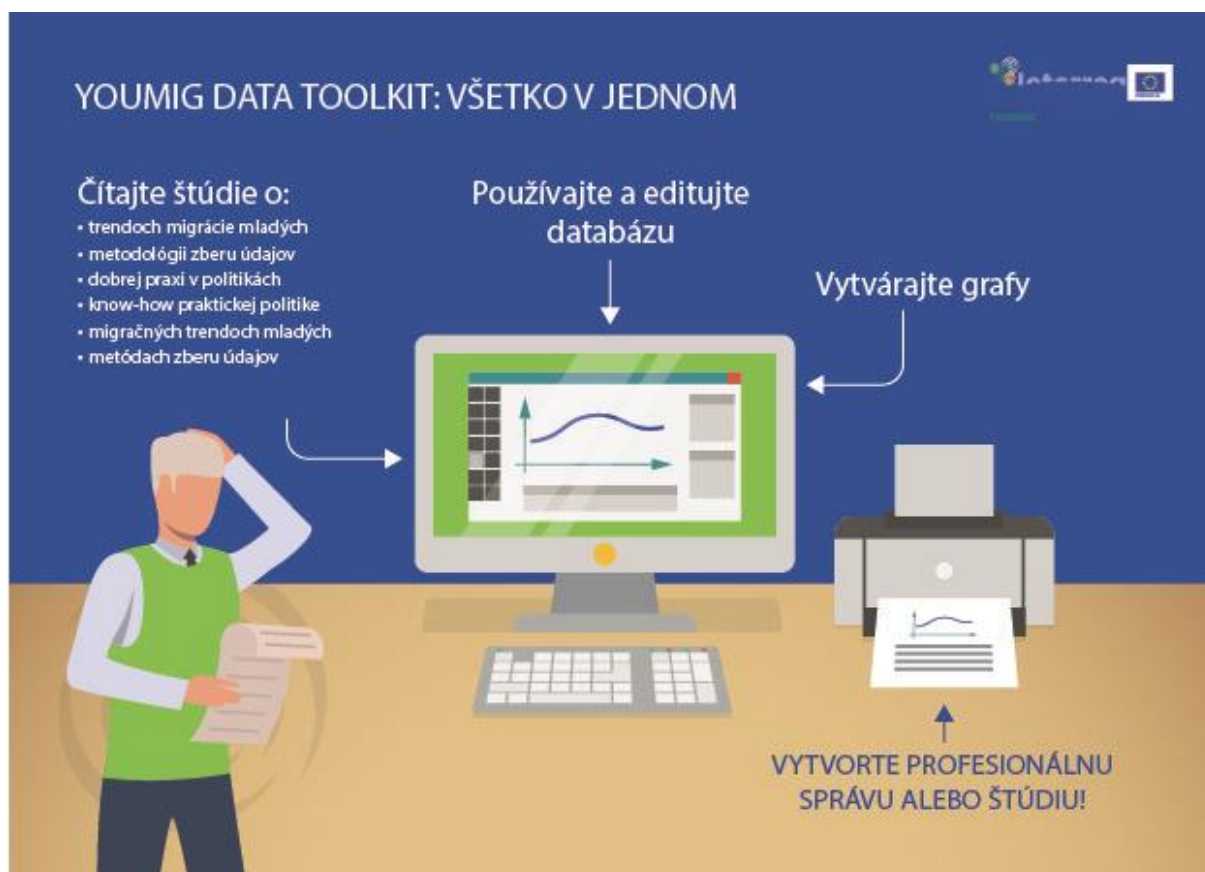 YOUMIG DATA TOOLKIT: VŠETKO V JEDNOM
Interreg
Čítajte štúdie o:
• trendoch migrácie mladých
• metodológii zberu údajov
• dobrej praxi v politikách
• know-how praktickej politike
• migračných trendoch mladých
• metódach zberu údajov
Používajte a editujte
databázu
Vytvárajte grafy
VYTVORTE PROFESIONÁLNU
SPRÁVU ALEBO ŠTÚDIU!